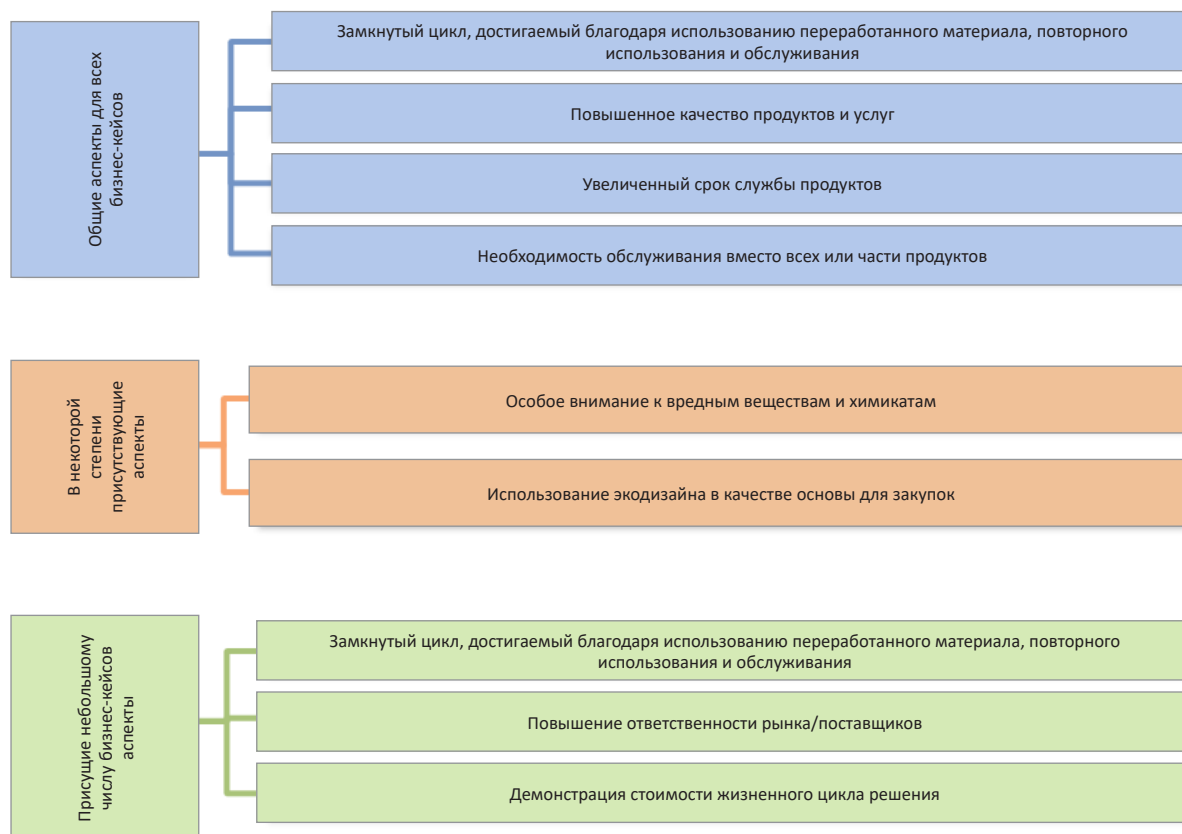 Общие аспекты для всех
бизнес-кейсов
Замкнутый цикл, достигаемый благодаря использованию переработанного материала, повторного
использования и обслуживания
Повышенное качество продуктов и услуг
Увеличенный срок службы продуктов
Необходимость обслуживания вместо всех или части продуктов
В некоторой
степени
присутствующие
аспекты
Особое внимание к вредным веществам и химикатам
Использование экодизайна в качестве основы для закупок
Присущие небольшому
числу бизнес-кейсов
аспекты
Замкнутый цикл, достигаемый благодаря использованию переработанного материала, повторного
использования и обслуживания
Повышение ответственности рынка/поставщиков
Демонстрация стоимости жизненного цикла решения